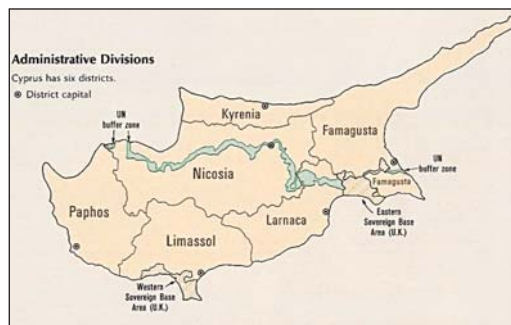 Administrative Divisions
Cyprus has six districts.
District capital
UN
buffer zone
Kyrenia
Famagusta
UN
buffer zone
Nicosia
Famagusta
Paphos
Larnaca
Limassol
Eastern
Sovereign Base
Area (U.K.)
Western
Sovereign Base
Area (U.K.)